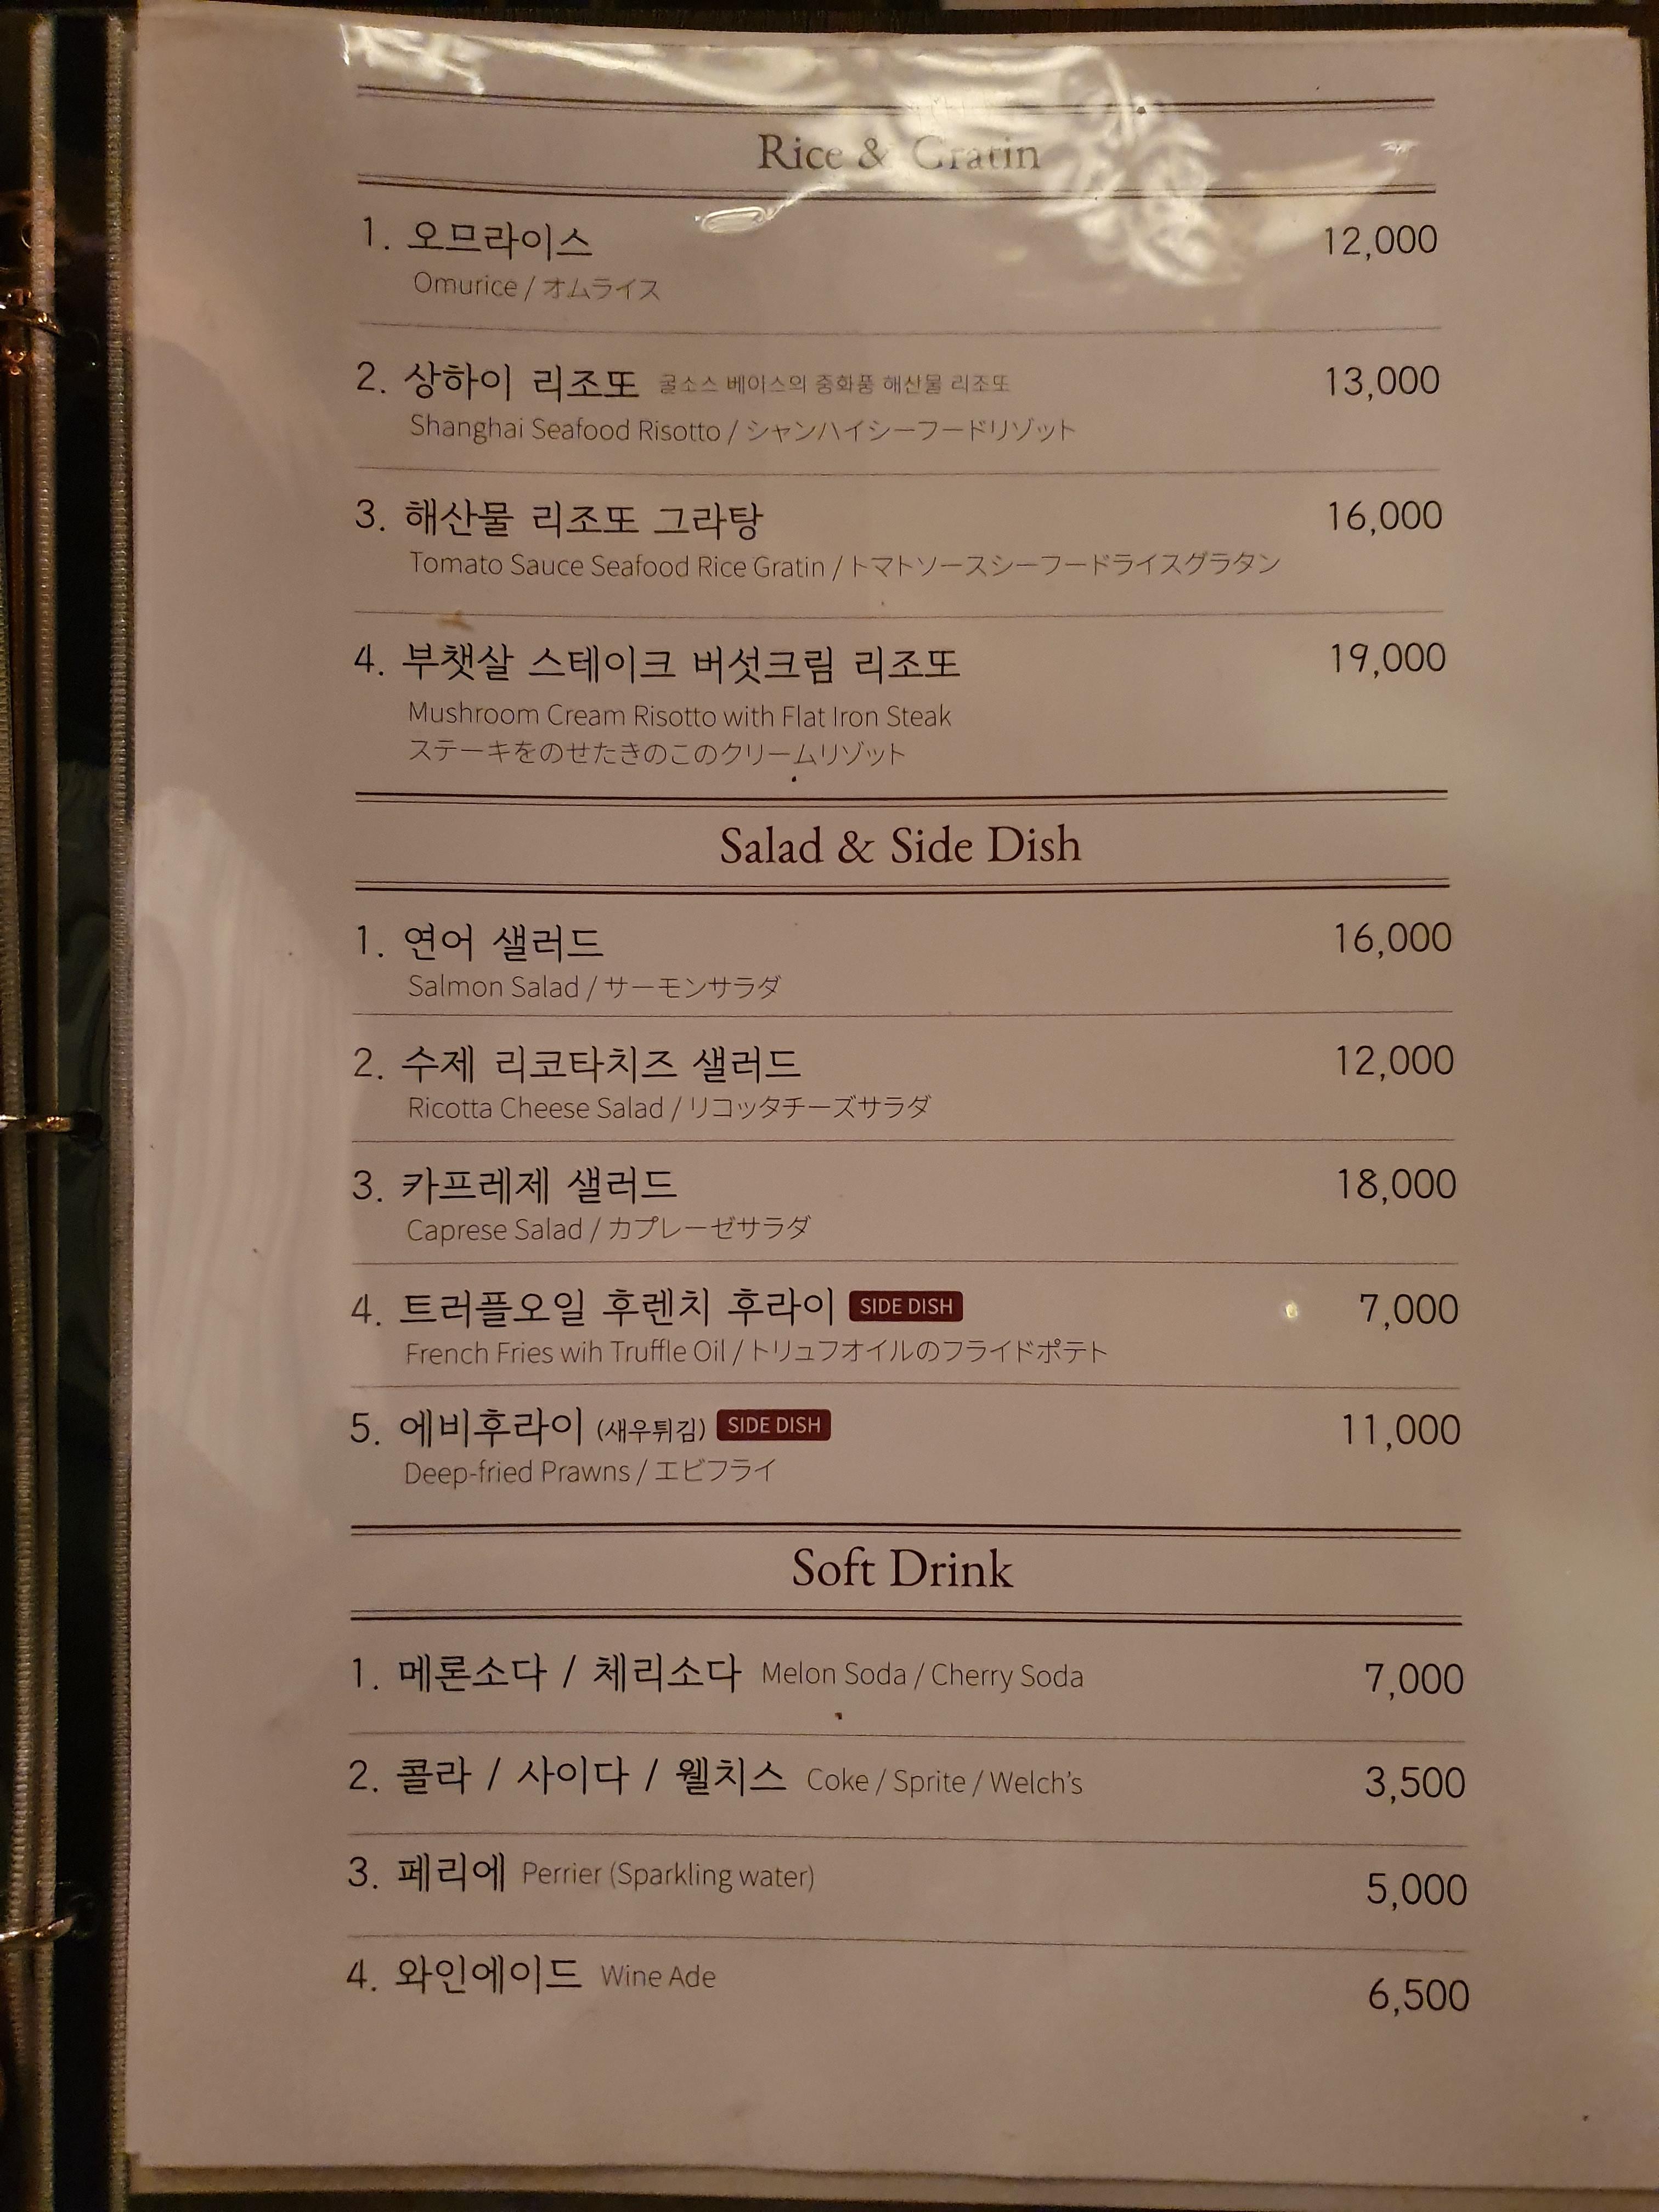 Rice & Gratin
1. 오므라이스 12,000
Omurice / オムライス
2. 상하이 리조또 굴소스 베이스의 중화풍 해산물 리조또 13,000
Shanghai Seafood Risotto / シャンハイシーフードリゾット
3. 해산물 리조또 그라탕 16,000
Tomato Sauce Seafood Rice Gratin / トマトソースシーフードライスグラタン
4. 부챗살 스테이크 버섯크림 리조또 19,000
Mushroom Cream Risotto with Flat Iron Steak
ステーキをのせたきのこのクリームリゾット
Salad & Side Dish
1. 연어 샐러드 16,000
Salmon Salad / サーモンサラダ
2. 수제 리코타치즈 샐러드 12,000
Ricotta Cheese Salad / リコッタチーズサラダ
3. 카프레제 샐러드 18,000
Caprese Salad / カプレーゼサラダ
4. 트러플오일 후렌치 후라이 SIDE DISH 7,000
French Fries wih Truffle Oil / トリュフオイルのフライドポテト
5. 에비후라이 (새우튀김) SIDE DISH 11,000
Deep-fried Prawns / エビフライ
Soft Drink
1. 메론소다 / 체리소다 Melon Soda / Cherry Soda 7,000
2. 콜라 / 사이다 / 웰치스 Coke / Sprite / Welch's 3,500
3. 페리에 Perrier (Sparkling water) 5,000
4. 와인에이드 Wine Ade 6,500